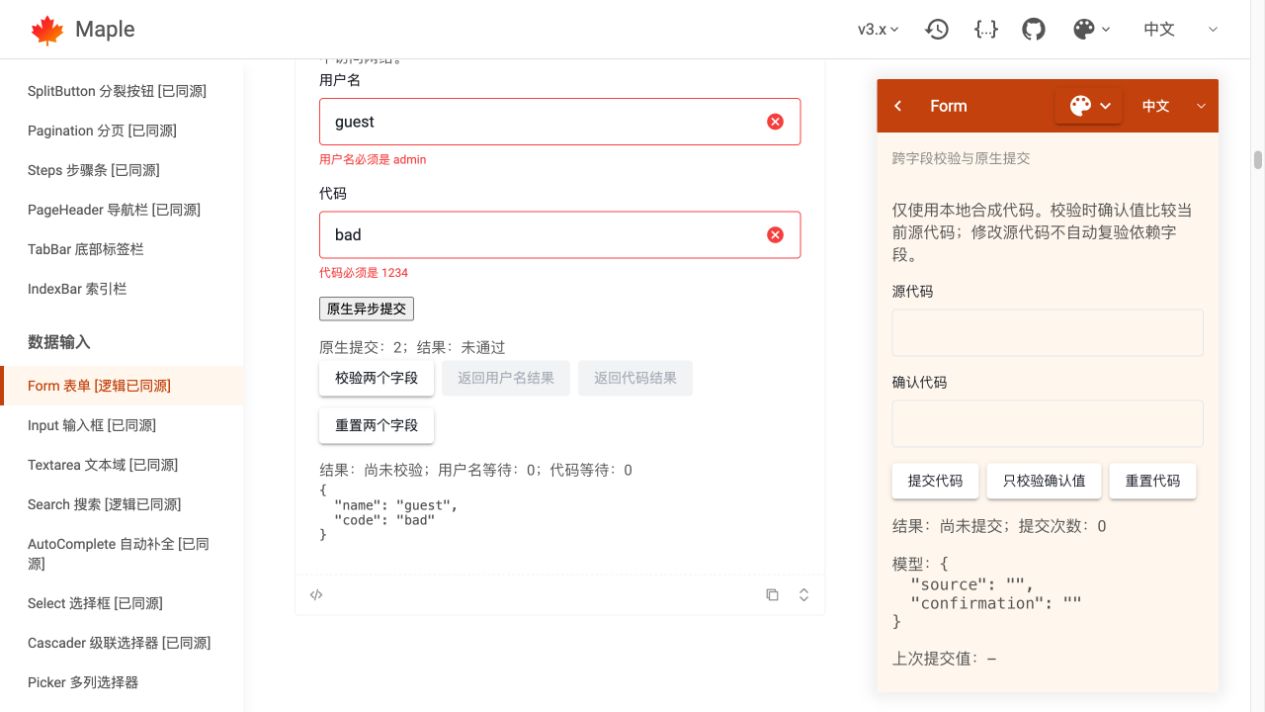 Maple
v3.x
{...}
中文
SplitButton 分裂按钮 [已同源]
Pagination 分页 [已同源]
Steps 步骤条 [已同源]
PageHeader 导航栏 [已同源]
TabBar 底部标签栏
IndexBar 索引栏
数据输入
Form 表单 [逻辑已同源]
Input 输入框 [已同源]
Textarea 文本域 [已同源]
Search 搜索 [逻辑已同源]
AutoComplete 自动补全 [已同
源]
Select 选择框 [已同源]
Cascader 级联选择器 [已同源]
Picker 多列选择器
用户名
guest
用户名必须是 admin
代码
bad
代码必须是 1234
原生异步提交
原生提交：2；结果：未通过
校验两个字段
返回用户名结果
返回代码结果
重置两个字段
结果：尚未校验；用户名等待：0；代码等待：0
{
"name": "guest",
"code": "bad"
}
</>
Form
中文
跨字段校验与原生提交
仅使用本地合成代码。校验时确认值比较当
前源代码；修改源代码不自动复验依赖字
段。
源代码
确认代码
提交代码
只校验确认值
重置代码
结果：尚未提交；提交次数：0
模型：{
"source": "",
"confirmation": ""
}
上次提交值：—